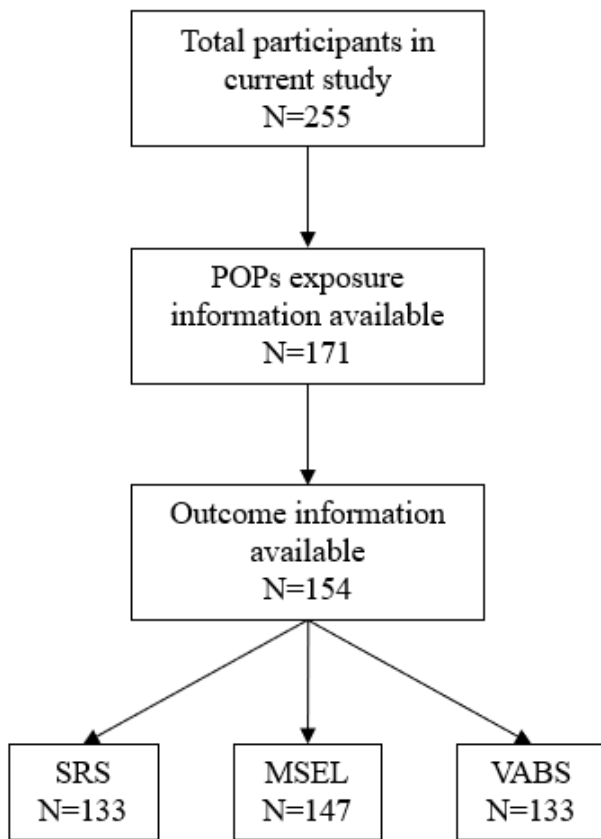 Total participants in
current study
N=255
POPs exposure
information available
N=171
Outcome information
available
N=154
SRS
N=133
MSEL
N=147
VABS
N=133